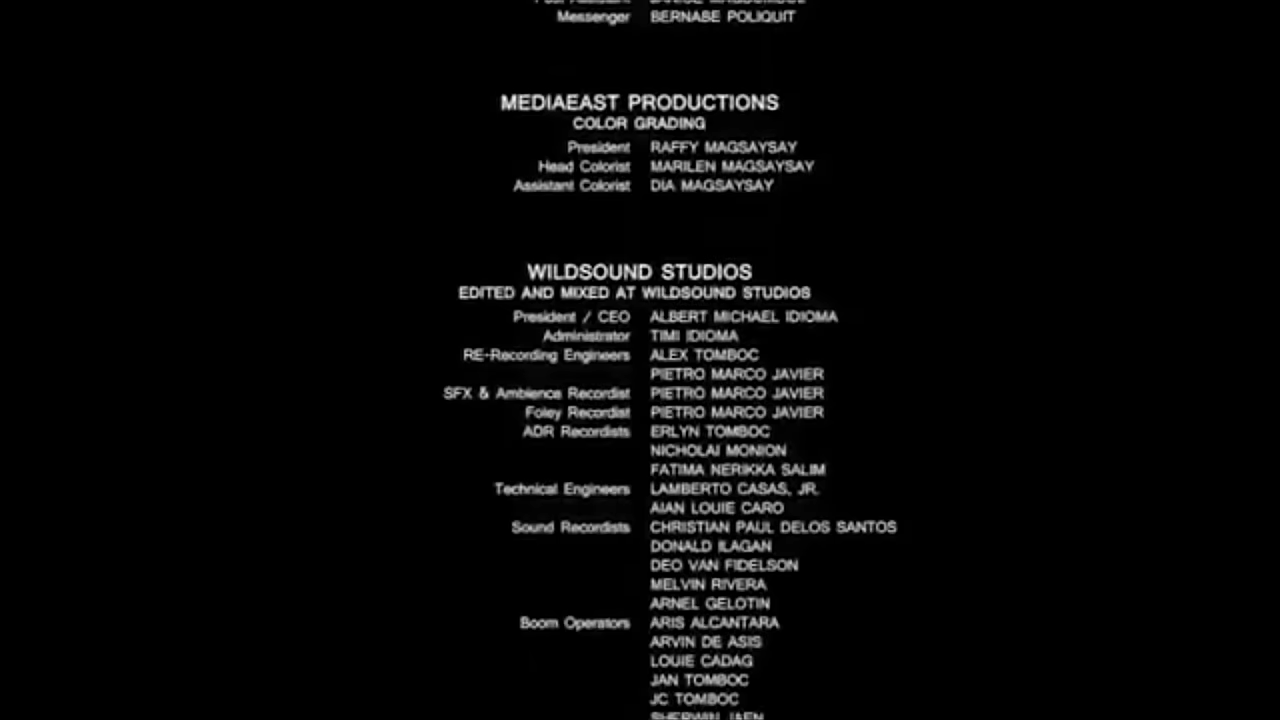 Messenger BERNABE POLIQUIT
MEDIAEAST PRODUCTIONS
COLOR GRADING
President RAFFY MAGSAYSAY
Head Colorist MARILEN MAGSAYSAY
Assistant Colorist DIA MAGSAYSAY
WILDSOUND STUDIOS
EDITED AND MIXED AT WILDSOUND STUDIOS
President / CEO ALBERT MICHAEL IDIOMA
Administrator TIMI IDIOMA
RE-Recording Engineers ALEX TOMBOC
PIETRO MARCO JAVIER
SFX & Ambience Recordist PIETRO MARCO JAVIER
Foley Recordist PIETRO MARCO JAVIER
ADR Recordists ERLYN TOMBOC
NICHOLAI MONION
FATIMA NERIKKA SALIM
Technical Engineers LAMBERTO CASAS, JR.
AIAN LOUIE CARO
Sound Recordists CHRISTIAN PAUL DELOS SANTOS
DONALD ILAGAN
DEO VAN FIDELSON
MELVIN RIVERA
ARNEL GELOTIN
Boom Operators ARIS ALCANTARA
ARVIN DE ASIS
LOUIE CADAG
JAN TOMBOC
JC TOMBOC